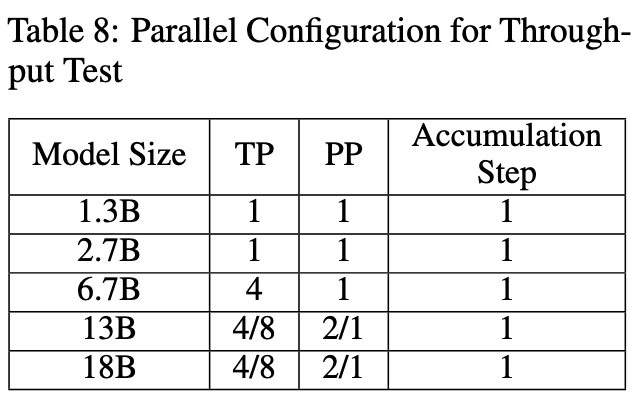 Table 8: Parallel Configuration for Through-
put Test
Model Size TP PP Accumulation Step
1.3B 1 1 1
2.7B 1 1 1
6.7B 4 1 1
13B 4/8 2/1 1
18B 4/8 2/1 1